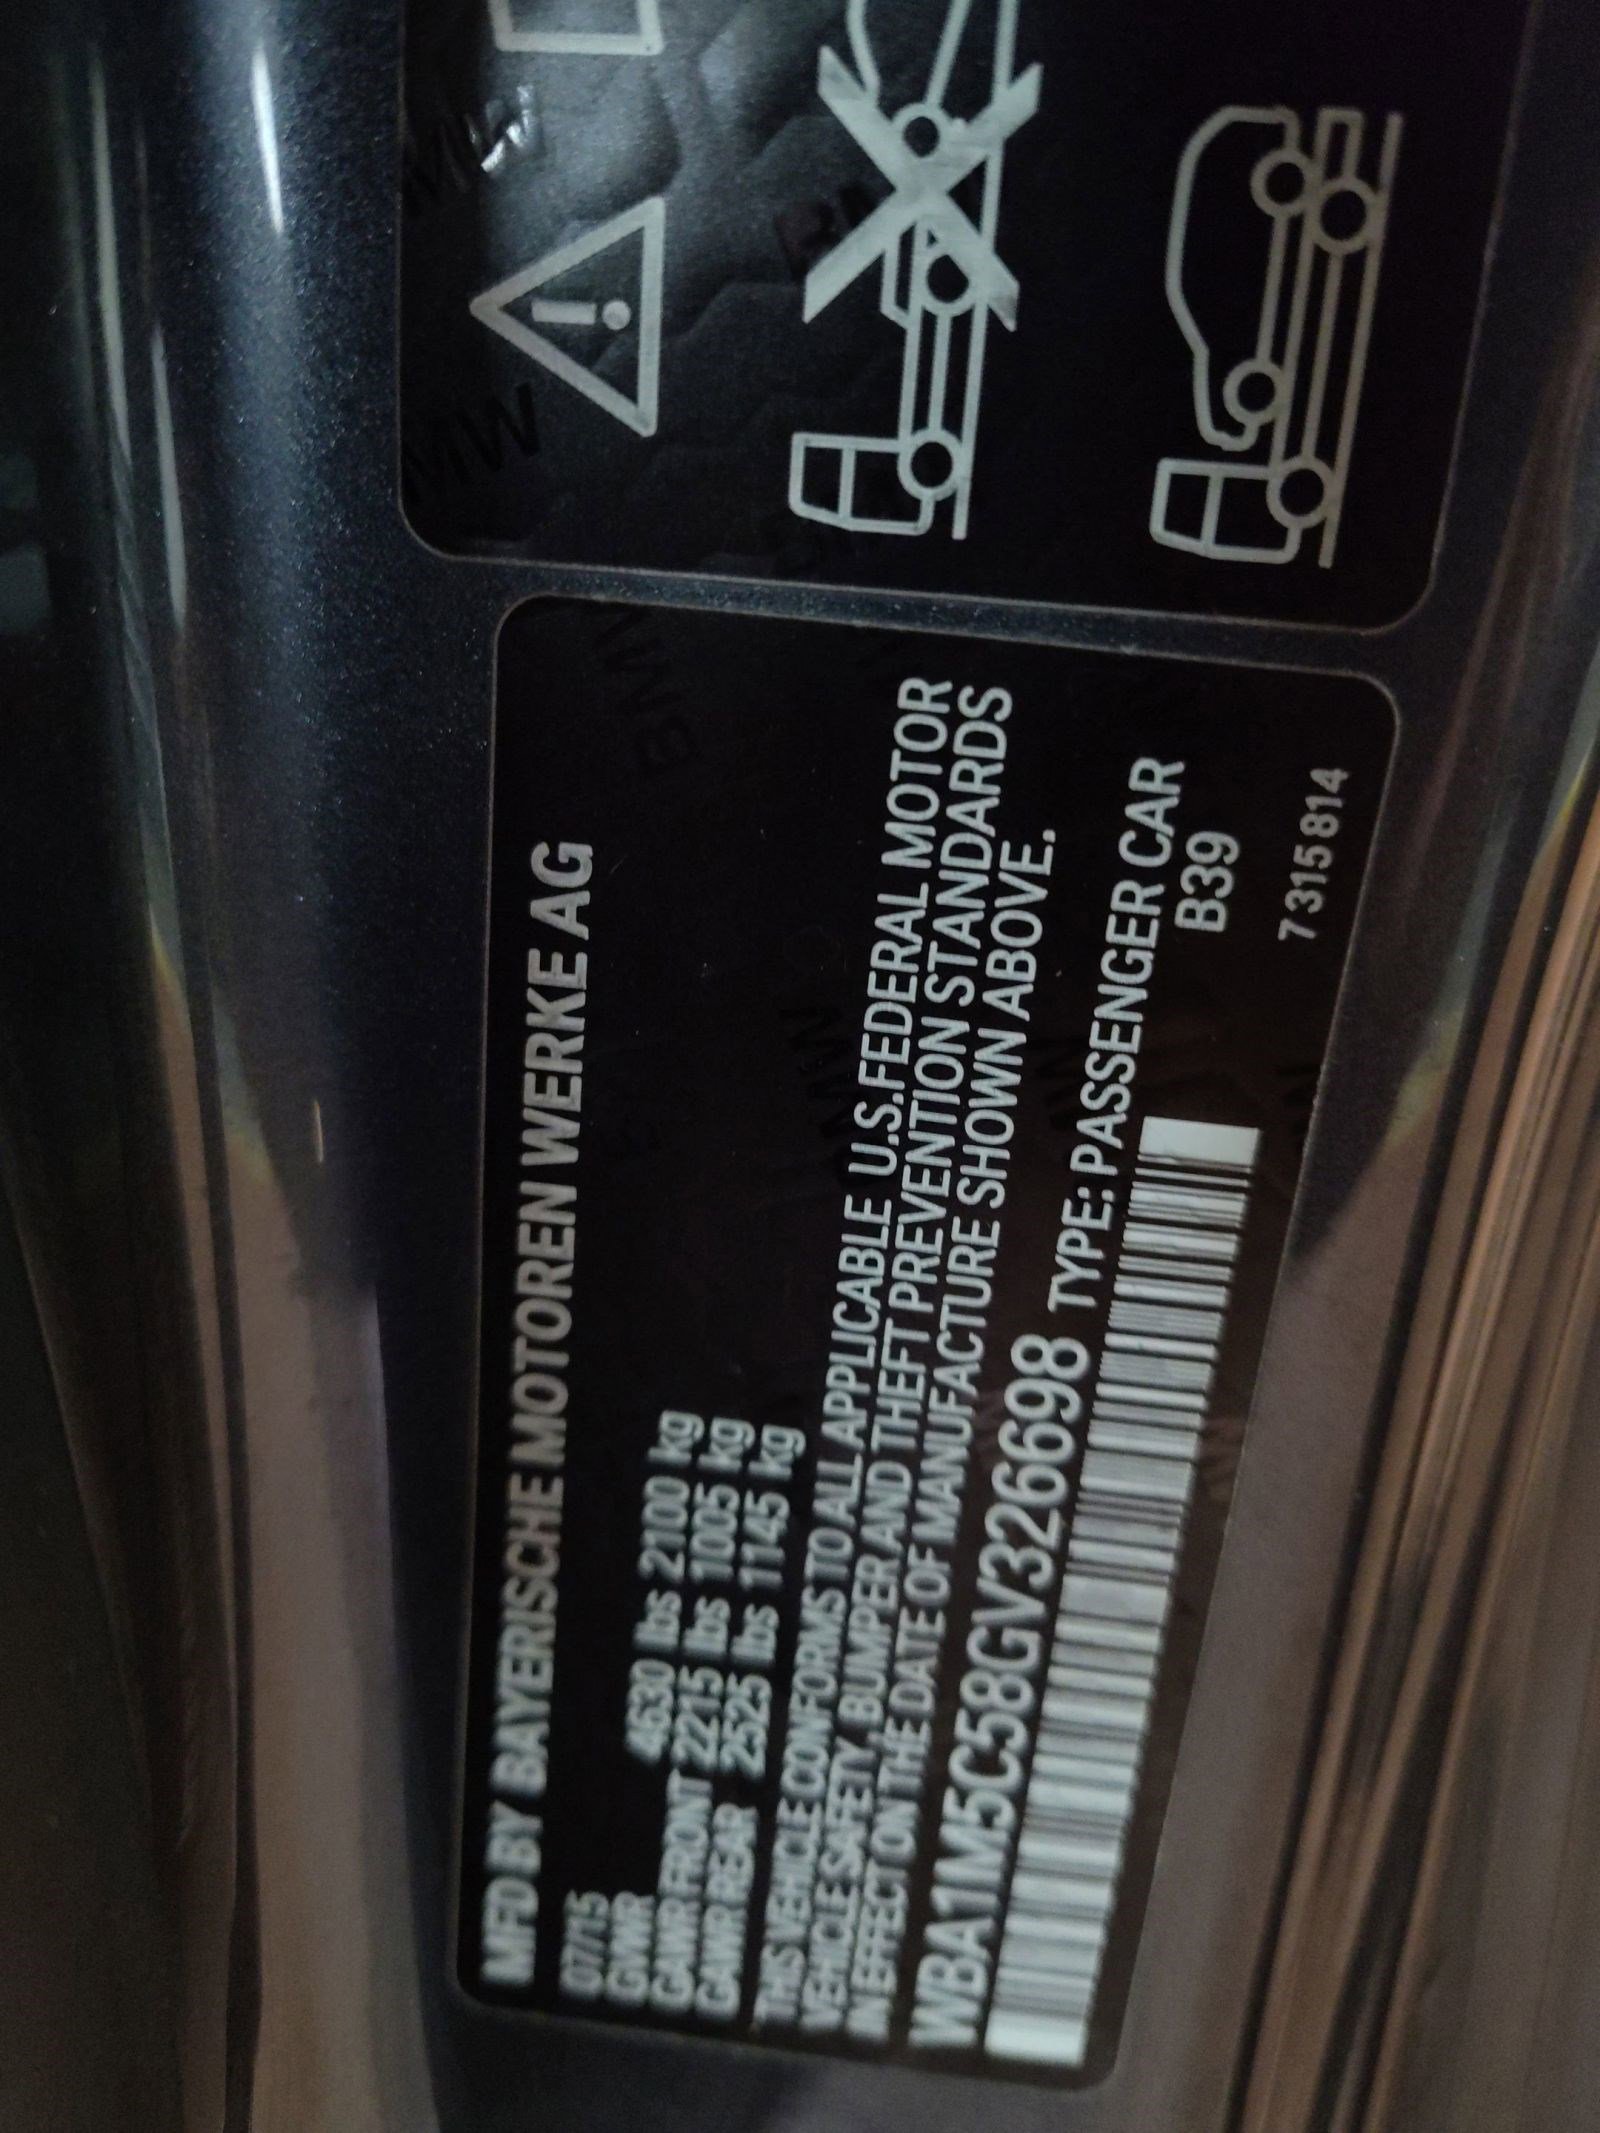 MFD BY BAYERISCHE MOTOREN WERKE AG
07/15
GVWR 4630 lbs 2100 kg
GAWR FRONT 2215 lbs 1005 kg
GAWR REAR 2525 lbs 1145 kg
THIS VEHICLE CONFORMS TO ALL APPLICABLE U.S.FEDERAL MOTOR
VEHICLE SAFETY, BUMPER AND THEFT PREVENTION STANDARDS
IN EFFECT ON THE DATE OF MANUFACTURE SHOWN ABOVE.
WBA1M5C58GV326698 TYPE: PASSENGER CAR
B39
7 315 814